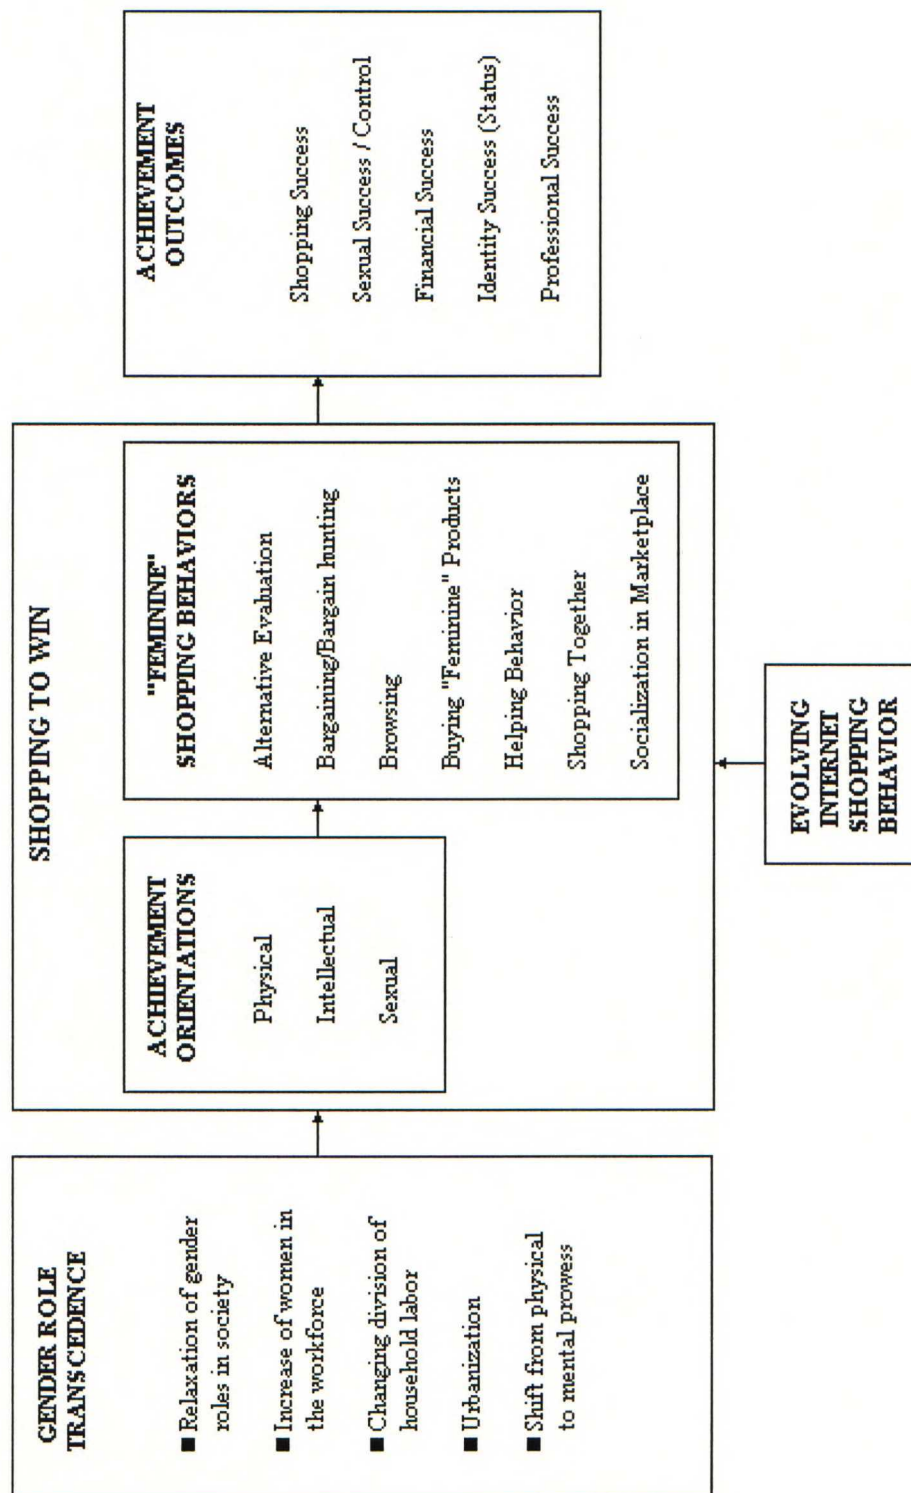 GENDER ROLE
TRANSCEDENCE
■ Relaxation of gender
roles in society
■ Increase of women in
the workforce
■ Changing division of
household labor
■ Urbanization
■ Shift from physical
to mental prowess
SHOPPING TO WIN
ACHIEVEMENT
ORIENTATIONS
Physical
Intellectual
Sexual
"FEMININE"
SHOPPING BEHAVIORS
Alternative Evaluation
Bargaining/Bargain hunting
Browsing
Buying "Feminine" Products
Helping Behavior
Shopping Together
Socialization in Marketplace
EVOLVING
INTERNET
SHOPPING
BEHAVIOR
ACHIEVEMENT
OUTCOMES
Shopping Success
Sexual Success / Control
Financial Success
Identity Success (Status)
Professional Success